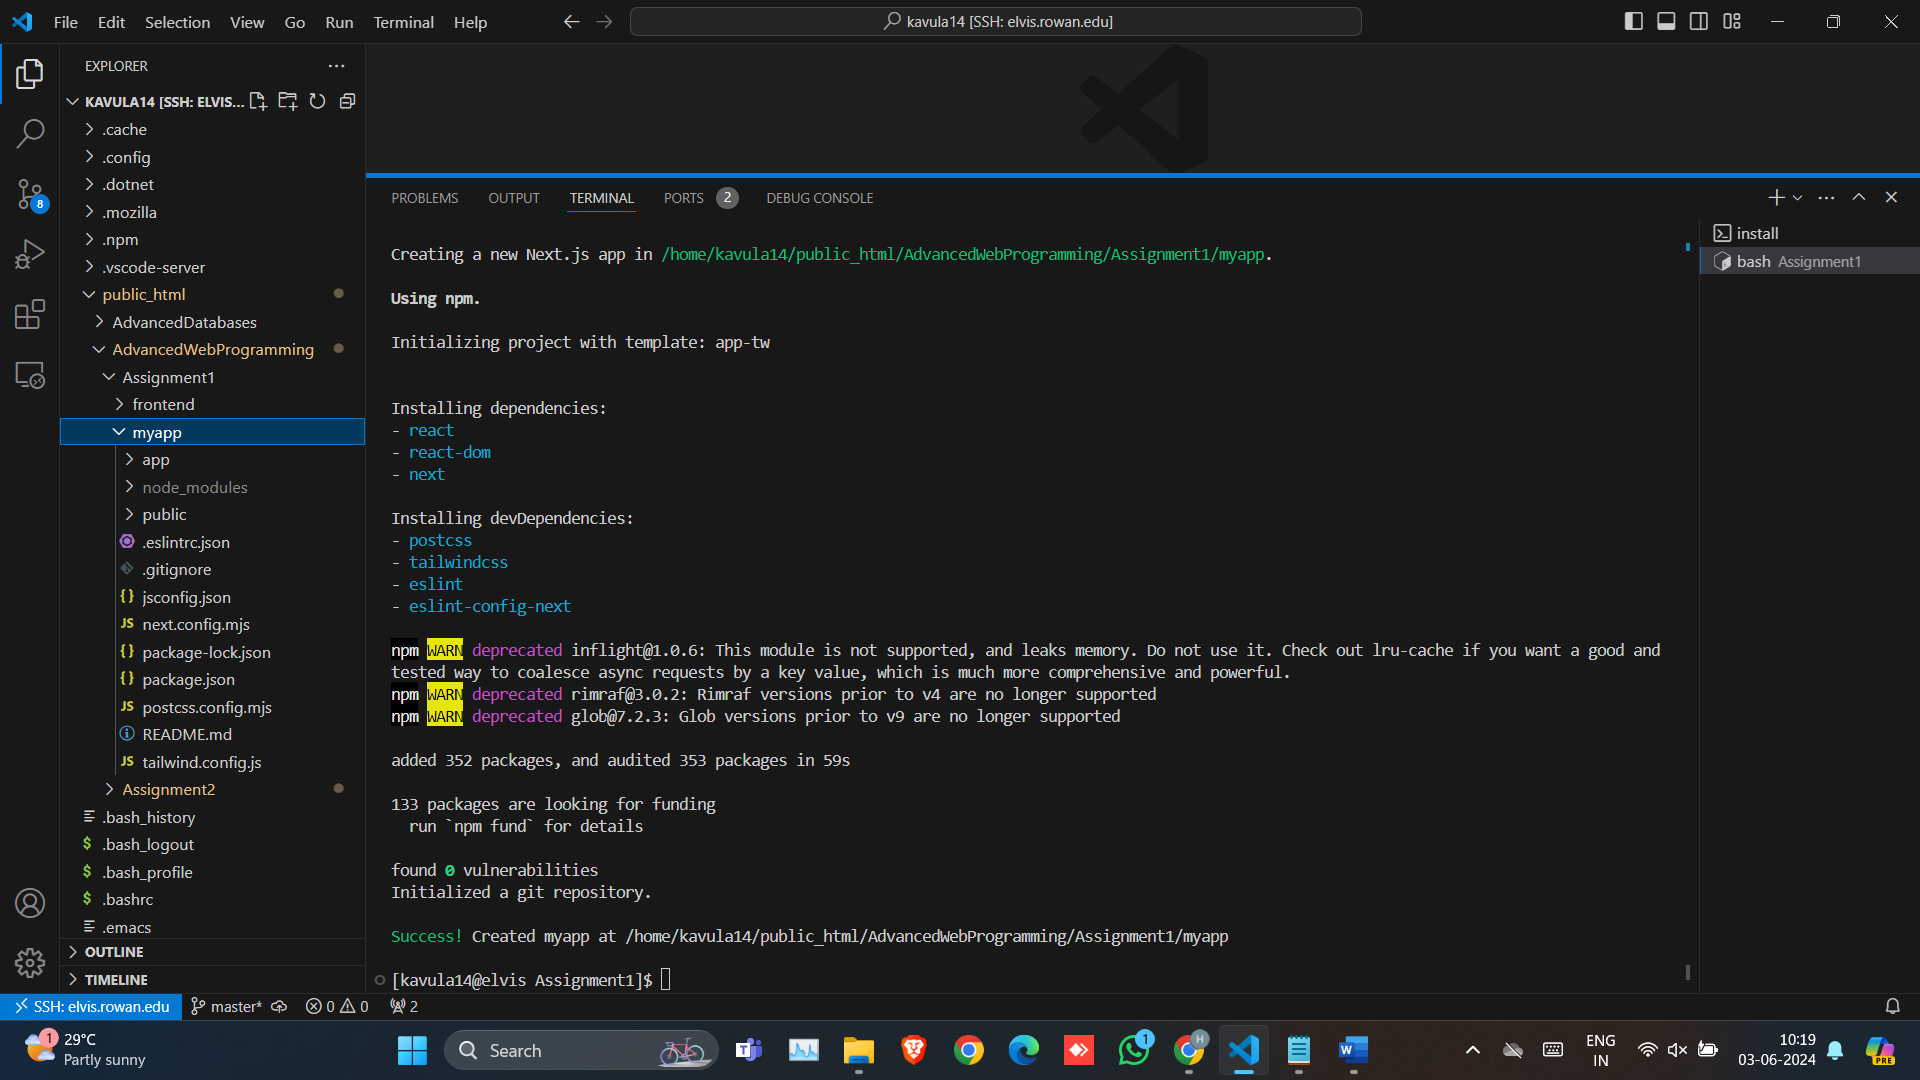 File Edit Selection View Go Run Terminal Help
kavula14 [SSH: elvis.rowan.edu]
EXPLORER
KAVULA14 [SSH: ELVIS...
.cache
.config
.dotnet
.mozilla
.npm
.vscode-server
public_html
AdvancedDatabases
AdvancedWebProgramming
Assignment1
frontend
myapp
app
node_modules
public
.eslintrc.json
.gitignore
{} jsconfig.json
JS next.config.mjs
{} package-lock.json
{} package.json
JS postcss.config.mjs
README.md
JS tailwind.config.js
Assignment2
.bash_history
$ .bash_logout
$ .bash_profile
$ .bashrc
.emacs
OUTLINE
TIMELINE
8
PROBLEMS OUTPUT TERMINAL PORTS 2 DEBUG CONSOLE
Creating a new Next.js app in /home/kavula14/public_html/AdvancedWebProgramming/Assignment1/myapp.
Using npm.
Initializing project with template: app-tw
Installing dependencies:
- react
- react-dom
- next
Installing devDependencies:
- postcss
- tailwindcss
- eslint
- eslint-config-next
npm WARN deprecated inflight@1.0.6: This module is not supported, and leaks memory. Do not use it. Check out lru-cache if you want a good and
tested way to coalesce async requests by a key value, which is much more comprehensive and powerful.
npm WARN deprecated rimraf@3.0.2: Rimraf versions prior to v4 are no longer supported
npm WARN deprecated glob@7.2.3: Glob versions prior to v9 are no longer supported
added 352 packages, and audited 353 packages in 59s
133 packages are looking for funding
run `npm fund` for details
found 0 vulnerabilities
Initialized a git repository.
Success! Created myapp at /home/kavula14/public_html/AdvancedWebProgramming/Assignment1/myapp
[kavula14@elvis Assignment1]$
install
bash Assignment1
SSH: elvis.rowan.edu master* 0 0 2
1
29°C
Partly sunny
Search
1
H
W
ENG
IN
10:19
03-06-2024
PRE